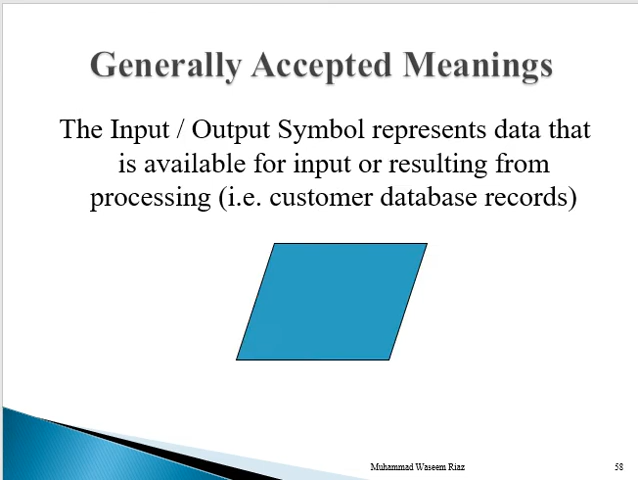 Generally Accepted Meanings
The Input / Output Symbol represents data that
is available for input or resulting from
processing (i.e. customer database records)
Muhammad Waseem Riaz
58